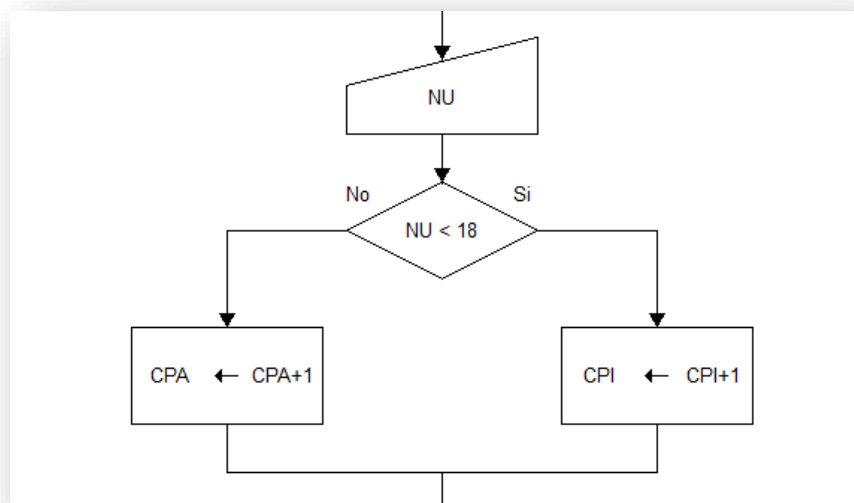 NU
No
Si
NU < 18
CPA ← CPA+1
CPI ← CPI+1